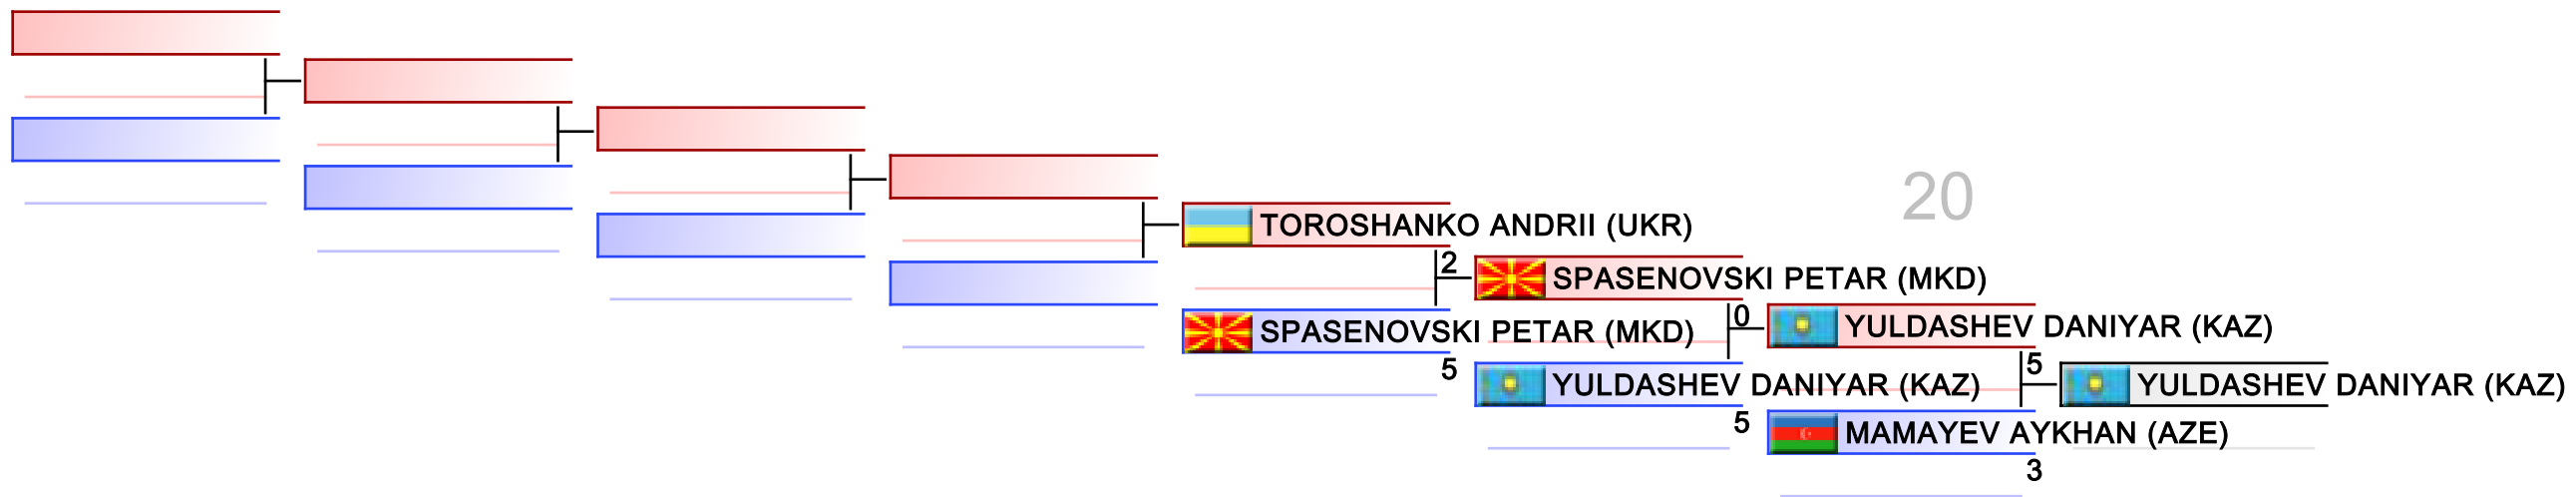 20
TOROSHANKO ANDRII (UKR)
2
SPASENOVSKI PETAR (MKD)
0
SPASENOVSKI PETAR (MKD)
YULDASHEV DANIYAR (KAZ)
5
5
YULDASHEV DANIYAR (KAZ)
YULDASHEV DANIYAR (KAZ)
5
MAMAYEV AYKHAN (AZE)
3